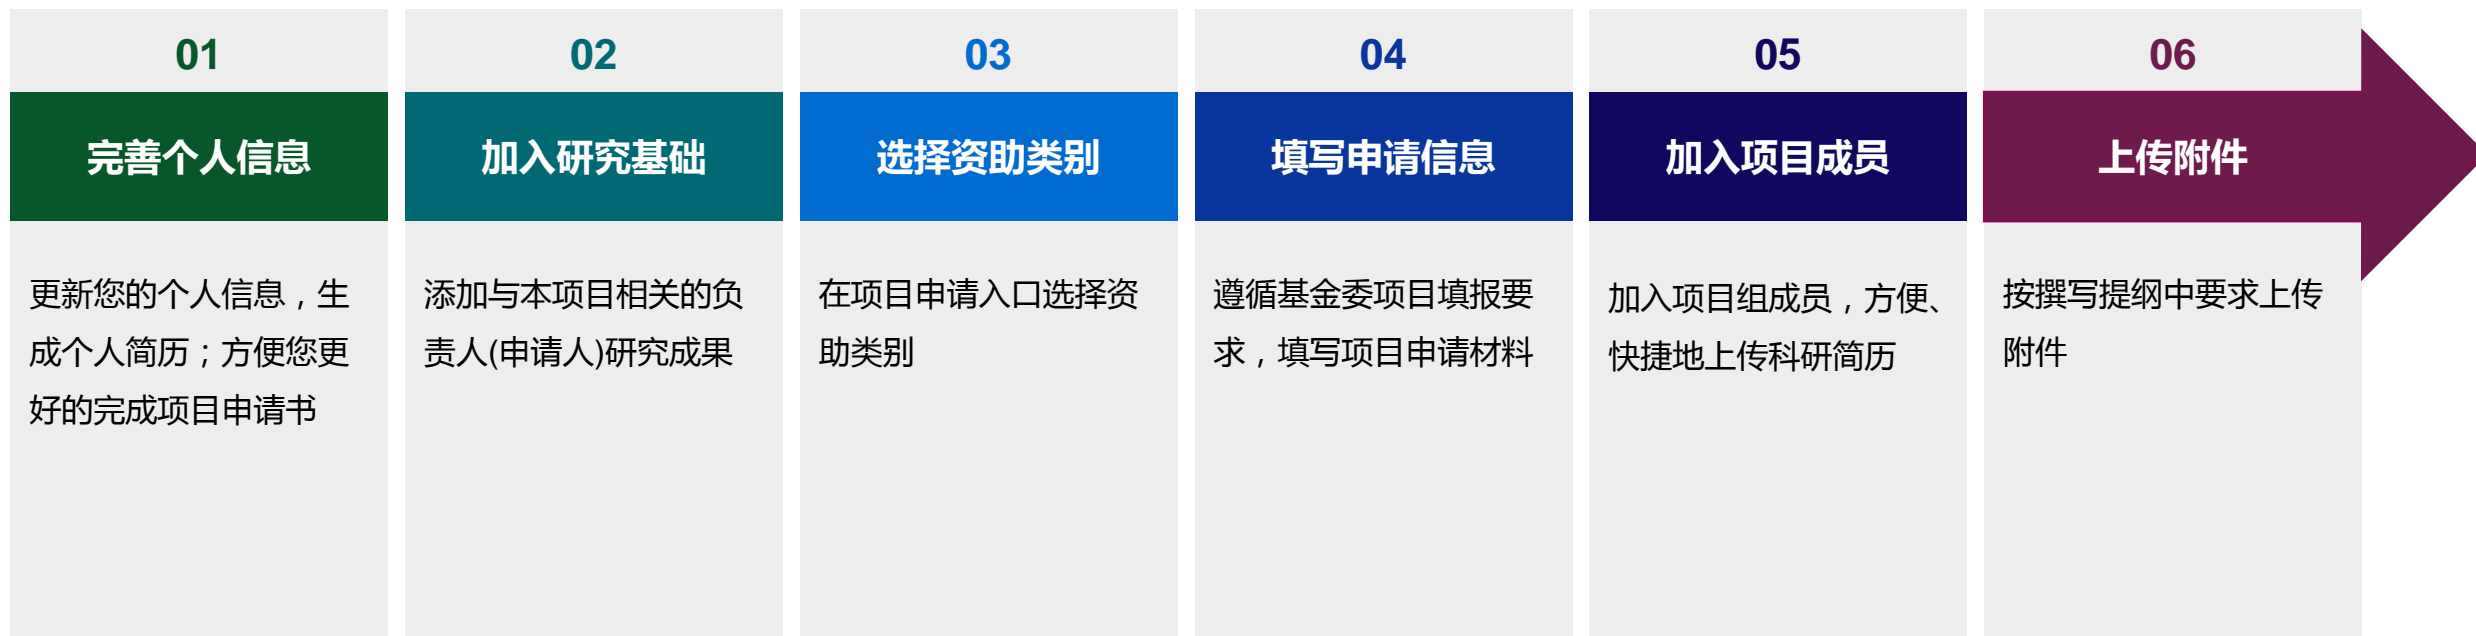 01
完善个人信息
更新您的个人信息，生
成个人简历；方便您更
好的完成项目申请书
02
加入研究基础
添加与本项目相关的负
责人(申请人)研究成果
03
选择资助类别
在项目申请入口选择资
助类别
04
填写申请信息
遵循基金委项目填报要
求，填写项目申请材料
05
加入项目成员
加入项目组成员，方便、
快捷地上传科研简历
06
上传附件
按撰写提纲中要求上传
附件